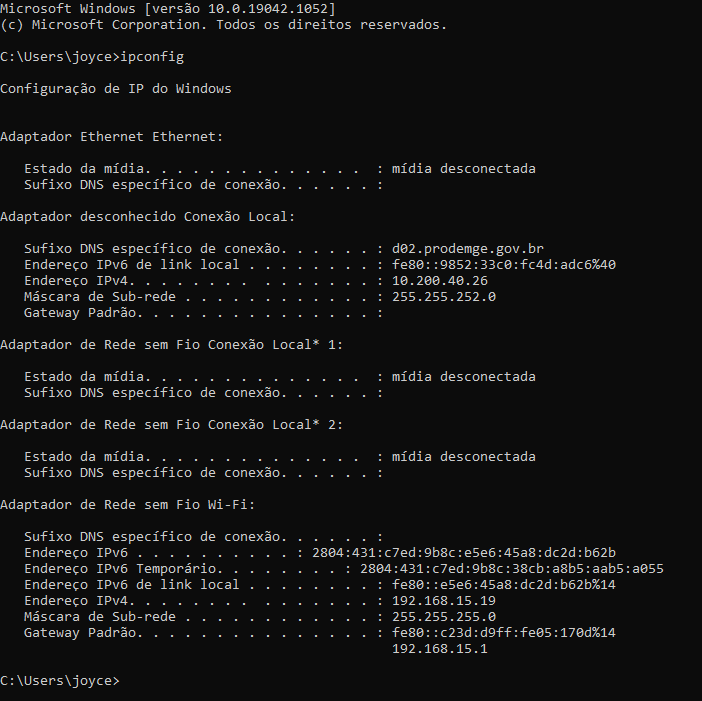 Microsoft Windows [versão 10.0.19042.1052]
(c) Microsoft Corporation. Todos os direitos reservados.
C:\Users\joyce>ipconfig
Configuração de IP do Windows
Adaptador Ethernet Ethernet:
Estado da mídia. . . . . . . . . . . . . . : mídia desconectada
Sufixo DNS específico de conexão. . . . . . :
Adaptador desconhecido Conexão Local:
Sufixo DNS específico de conexão. . . . . . : d02.prodemge.gov.br
Endereço IPv6 de link local . . . . . . . . : fe80::9852:33c0:fc4d:adc6%40
Endereço IPv4. . . . . . . . . . . . . . . : 10.200.40.26
Máscara de Sub-rede . . . . . . . . . . . . : 255.255.252.0
Gateway Padrão. . . . . . . . . . . . . . . :
Adaptador de Rede sem Fio Conexão Local* 1:
Estado da mídia. . . . . . . . . . . . . . : mídia desconectada
Sufixo DNS específico de conexão. . . . . . :
Adaptador de Rede sem Fio Conexão Local* 2:
Estado da mídia. . . . . . . . . . . . . . : mídia desconectada
Sufixo DNS específico de conexão. . . . . . :
Adaptador de Rede sem Fio Wi-Fi:
Sufixo DNS específico de conexão. . . . . . :
Endereço IPv6 . . . . . . . . . . : 2804:431:c7ed:9b8c:e5e6:45a8:dc2d:b62b
Endereço IPv6 Temporário. . . . . . . . : 2804:431:c7ed:9b8c:38cb:a8b5:aab5:a055
Endereço IPv6 de link local . . . . . . . . : fe80::e5e6:45a8:dc2d:b62b%14
Endereço IPv4. . . . . . . . . . . . . . . : 192.168.15.19
Máscara de Sub-rede . . . . . . . . . . . . : 255.255.255.0
Gateway Padrão. . . . . . . . . . . . . . . : fe80::c23d:d9ff:fe05:170d%14
192.168.15.1
C:\Users\joyce>